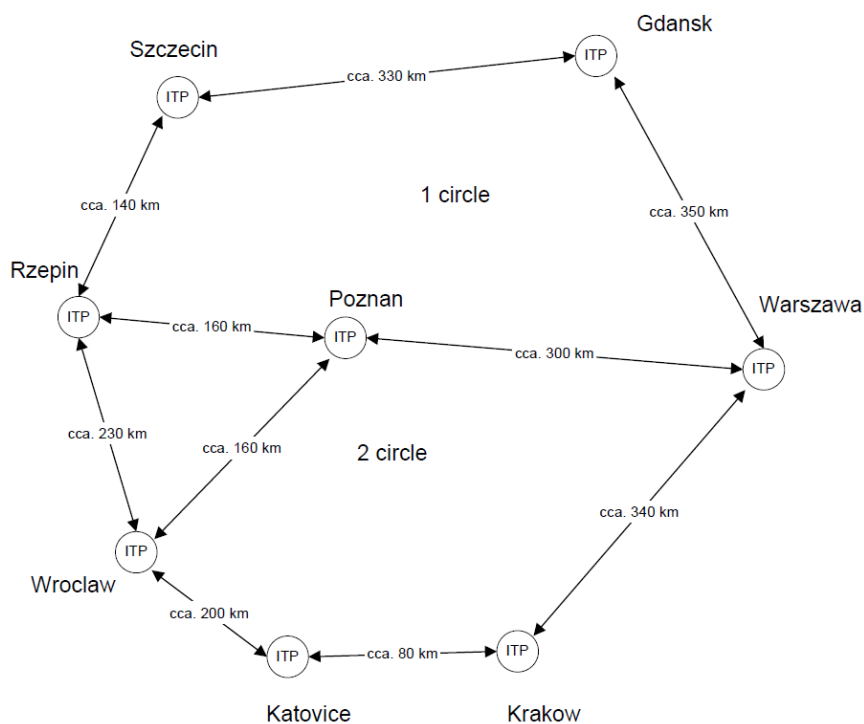 Gdansk
Szczecin
ITP
cca. 330 km
ITP
1 circle
cca. 140 km
cca. 350 km
Rzepin
Poznan
Warszawa
ITP
cca. 160 km
ITP
cca. 300 km
ITP
cca. 230 km
cca. 160 km
2 circle
cca. 340 km
ITP
Wroclaw
cca. 200 km
ITP
cca. 80 km
ITP
Katovice
Krakow